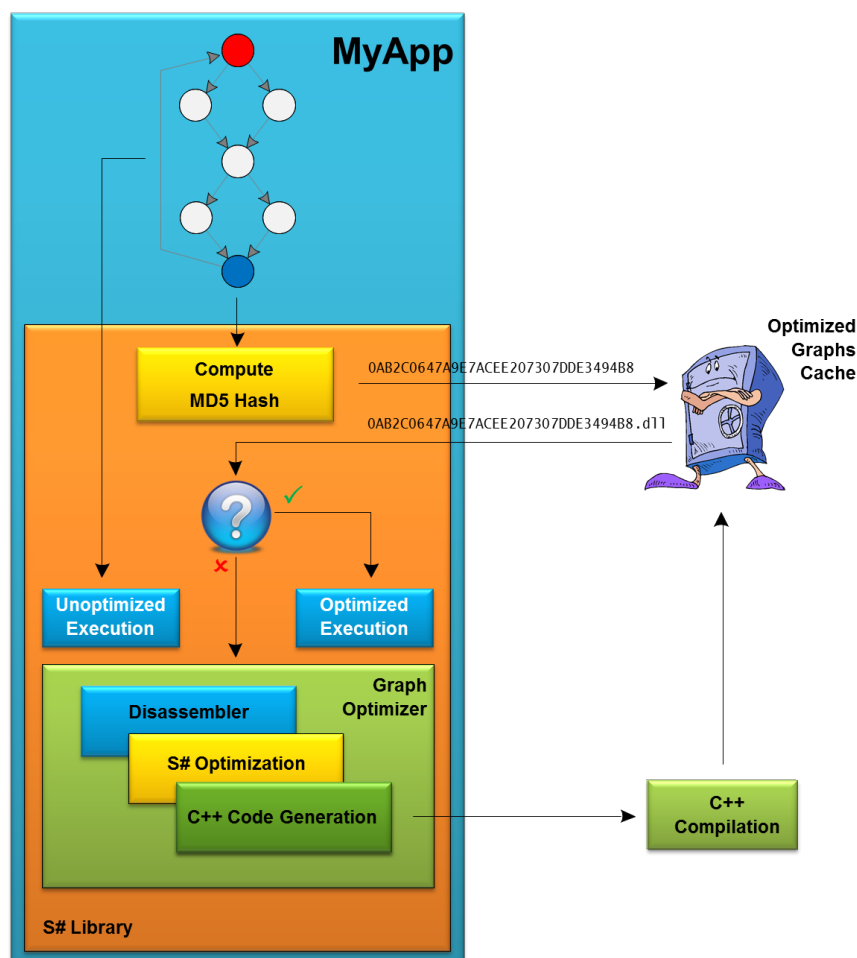 MyApp
Compute
MD5 Hash
0AB2C0647A9E7ACEE207307DDE3494B8
Optimized
Graphs
Cache
0AB2C0647A9E7ACEE207307DDE3494B8.dll
?
Unoptimized
Execution
Optimized
Execution
Graph
Optimizer
Disassembler
S# Optimization
C++ Code Generation
C++
Compilation
S# Library